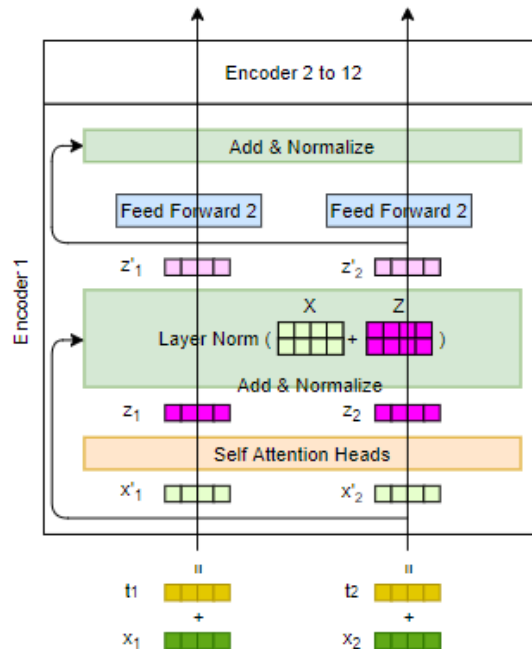 Encoder 2 to 12
Add & Normalize
Feed Forward 2 Feed Forward 2
z'1 z'2
Encoder 1
X Z
Layer Norm ( + )
Add & Normalize
z1 z2
Self Attention Heads
x'1 x'2
= =
t1 t2
+ +
x1 x2